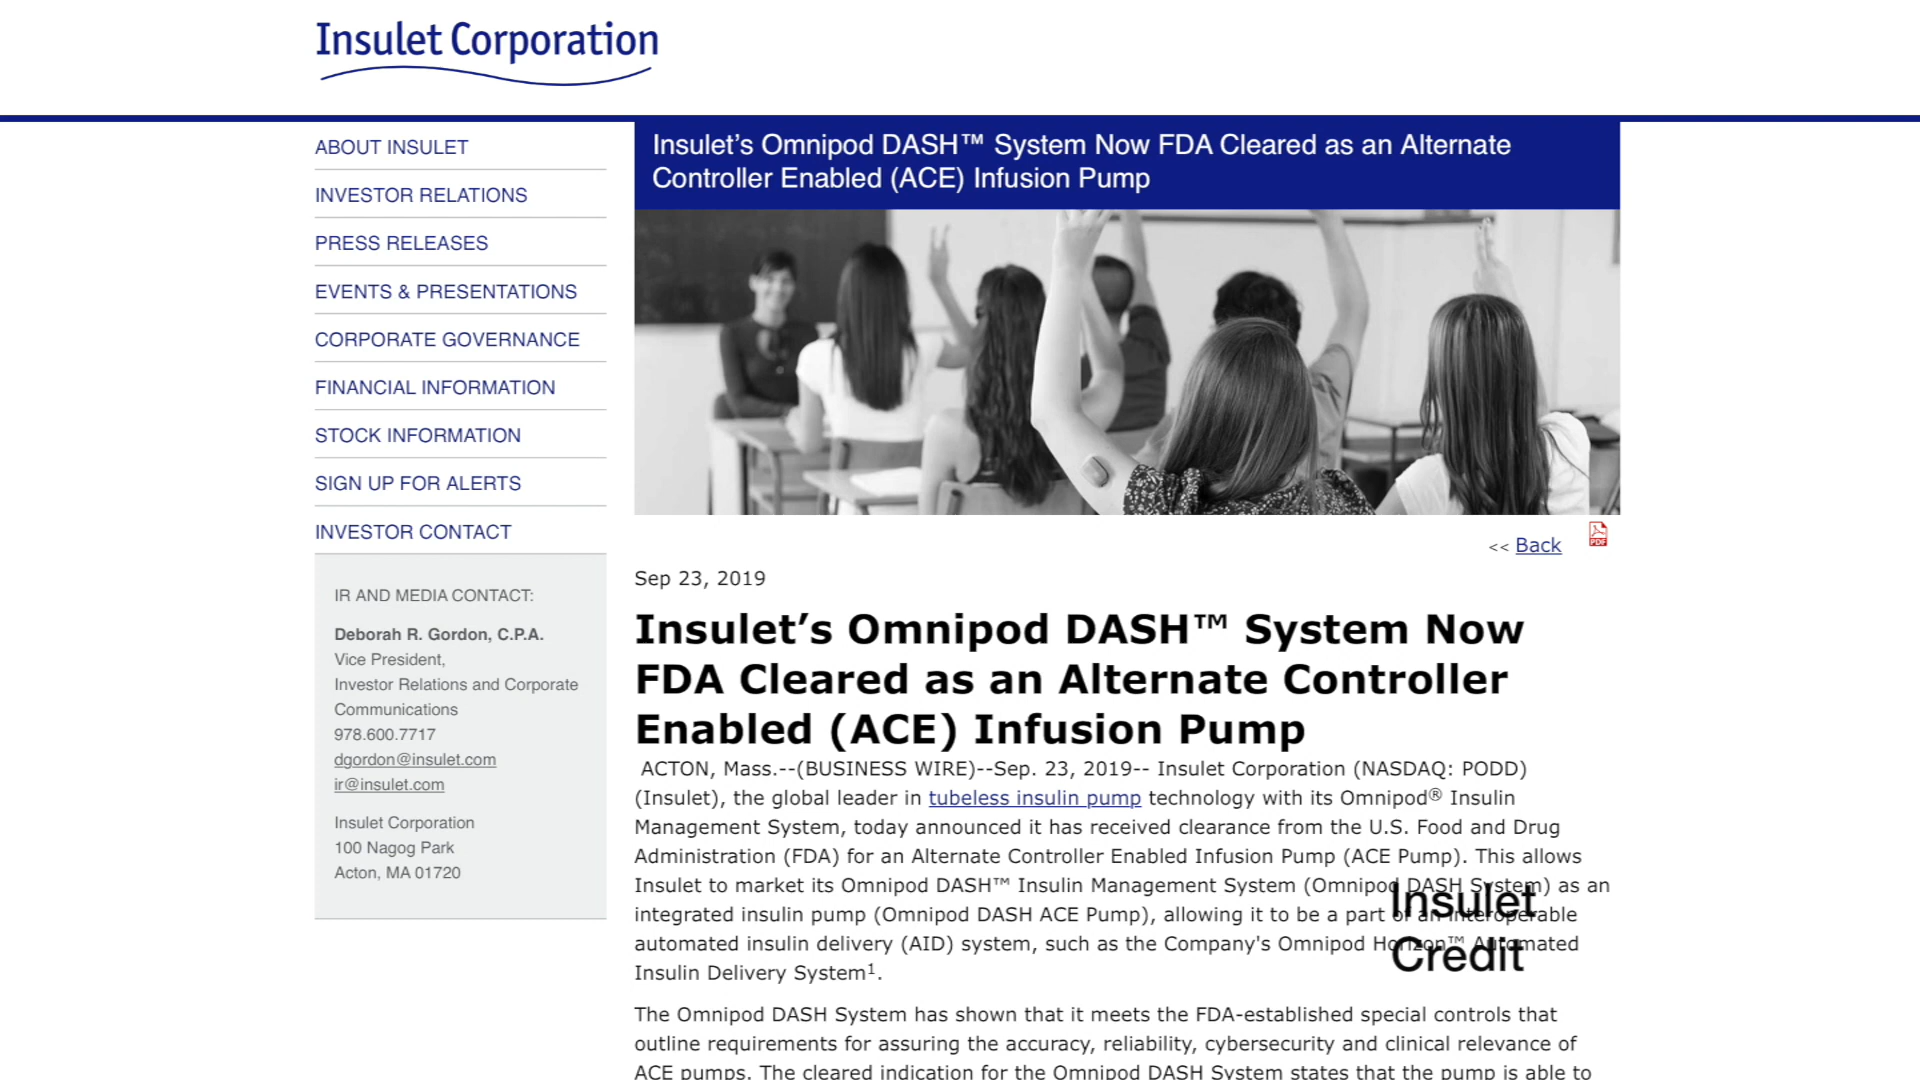 Insulet Corporation
ABOUT INSULET
INVESTOR RELATIONS
PRESS RELEASES
EVENTS & PRESENTATIONS
CORPORATE GOVERNANCE
FINANCIAL INFORMATION
STOCK INFORMATION
SIGN UP FOR ALERTS
INVESTOR CONTACT
IR AND MEDIA CONTACT:
Deborah R. Gordon, C.P.A.
Vice President,
Investor Relations and Corporate
Communications
978.600.7717
dgordon@insulet.com
ir@insulet.com
Insulet Corporation
100 Nagog Park
Acton, MA 01720
Insulet’s Omnipod DASH™ System Now FDA Cleared as an Alternate
Controller Enabled (ACE) Infusion Pump
<< Back
PDF
Sep 23, 2019
Insulet’s Omnipod DASH™ System Now
FDA Cleared as an Alternate Controller
Enabled (ACE) Infusion Pump
ACTON, Mass.--(BUSINESS WIRE)--Sep. 23, 2019-- Insulet Corporation (NASDAQ: PODD)
(Insulet), the global leader in tubeless insulin pump technology with its Omnipod® Insulin
Management System, today announced it has received clearance from the U.S. Food and Drug
Administration (FDA) for an Alternate Controller Enabled Infusion Pump (ACE Pump). This allows
Insulet to market its Omnipod DASH™ Insulin Management System (Omnipod DASH System) as an
integrated insulin pump (Omnipod DASH ACE Pump), allowing it to be a part of an interoperable
automated insulin delivery (AID) system, such as the Company's Omnipod Horizon™ Automated
Insulin Delivery System1.
The Omnipod DASH System has shown that it meets the FDA-established special controls that
outline requirements for assuring the accuracy, reliability, cybersecurity and clinical relevance of
ACE pumps. The cleared indication for the Omnipod DASH System states that the pump is able to
Insulet
Credit